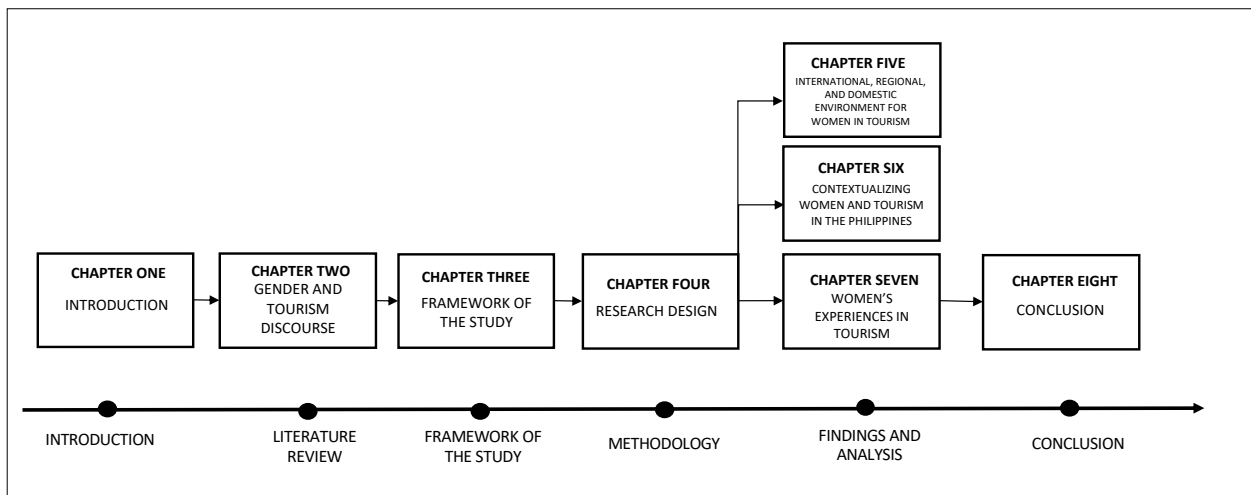 CHAPTER FIVE
INTERNATIONAL, REGIONAL,
AND DOMESTIC
ENVIRONMENT FOR
WOMEN IN TOURISM
CHAPTER SIX
CONTEXTUALIZING
WOMEN AND TOURISM
IN THE PHILIPPINES
CHAPTER ONE
INTRODUCTION
CHAPTER TWO
GENDER AND
TOURISM
DISCOURSE
CHAPTER THREE
FRAMEWORK OF
THE STUDY
CHAPTER FOUR
RESEARCH DESIGN
CHAPTER SEVEN
WOMEN’S
EXPERIENCES IN
TOURISM
CHAPTER EIGHT
CONCLUSION
INTRODUCTION
LITERATURE
REVIEW
FRAMEWORK OF
THE STUDY
METHODOLOGY
FINDINGS AND
ANALYSIS
CONCLUSION